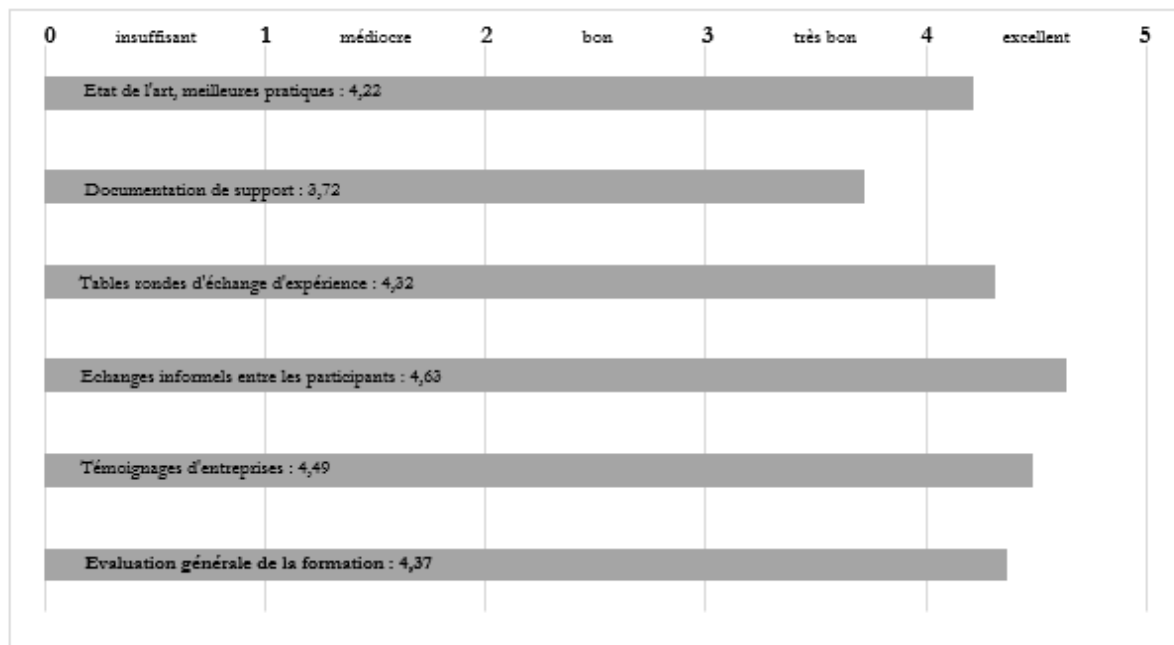 0 insuffisant 1 médiocre 2 bon 3 très bon 4 excellent 5
Etat de l'art, meilleures pratiques : 4,22
Documentation de support : 3,72
Tables rondes d'échange d'expérience : 4,32
Echanges informels entre les participants : 4,63
Témoignages d'entreprises : 4,49
Evaluation générale de la formation : 4,37